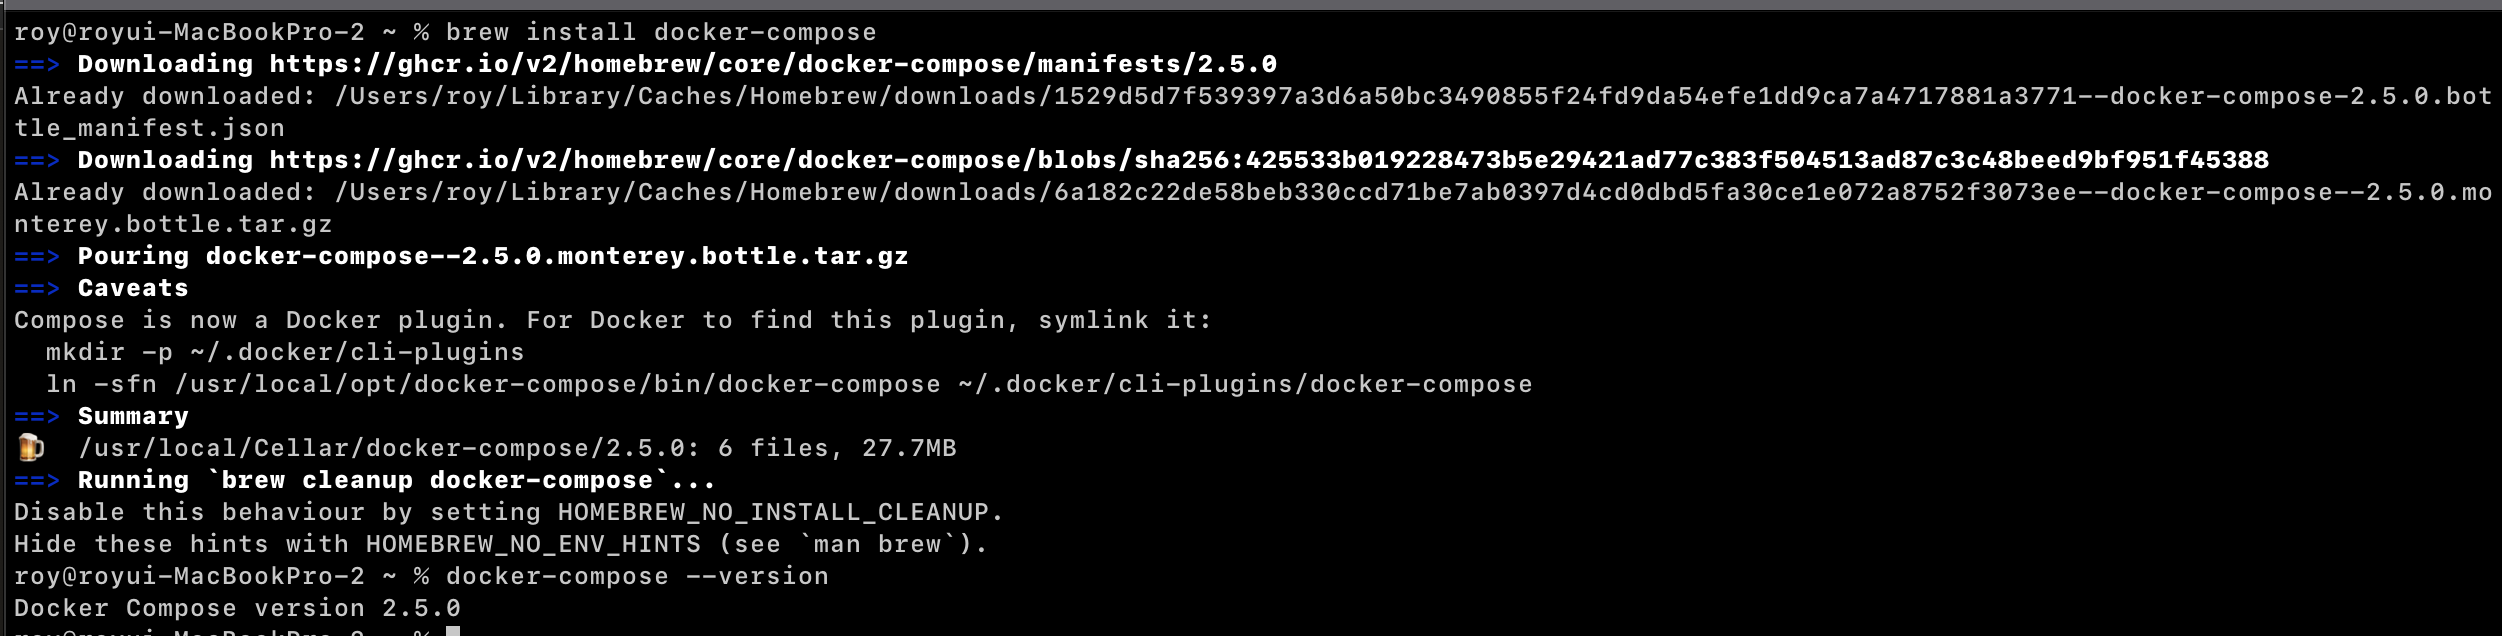 roy@royui-MacBookPro-2 ~ % brew install docker-compose
==> Downloading https://ghcr.io/v2/homebrew/core/docker-compose/manifests/2.5.0
Already downloaded: /Users/roy/Library/Caches/Homebrew/downloads/1529d5d7f539397a3d6a50bc3490855f24fd9da54efe1dd9ca7a4717881a3771--docker-compose-2.5.0.bot
tle_manifest.json
==> Downloading https://ghcr.io/v2/homebrew/core/docker-compose/blobs/sha256:425533b019228473b5e29421ad77c383f504513ad87c3c48beed9bf951f45388
Already downloaded: /Users/roy/Library/Caches/Homebrew/downloads/6a182c22de58beb330ccd71be7ab0397d4cd0dbd5fa30ce1e072a8752f3073ee--docker-compose--2.5.0.mo
nterey.bottle.tar.gz
==> Pouring docker-compose--2.5.0.monterey.bottle.tar.gz
==> Caveats
Compose is now a Docker plugin. For Docker to find this plugin, symlink it:
  mkdir -p ~/.docker/cli-plugins
  ln -sfn /usr/local/opt/docker-compose/bin/docker-compose ~/.docker/cli-plugins/docker-compose
==> Summary
🍺  /usr/local/Cellar/docker-compose/2.5.0: 6 files, 27.7MB
==> Running `brew cleanup docker-compose`...
Disable this behaviour by setting HOMEBREW_NO_INSTALL_CLEANUP.
Hide these hints with HOMEBREW_NO_ENV_HINTS (see `man brew`).
roy@royui-MacBookPro-2 ~ % docker-compose --version
Docker Compose version 2.5.0
roy@royui-MacBookPro-2 ~ %